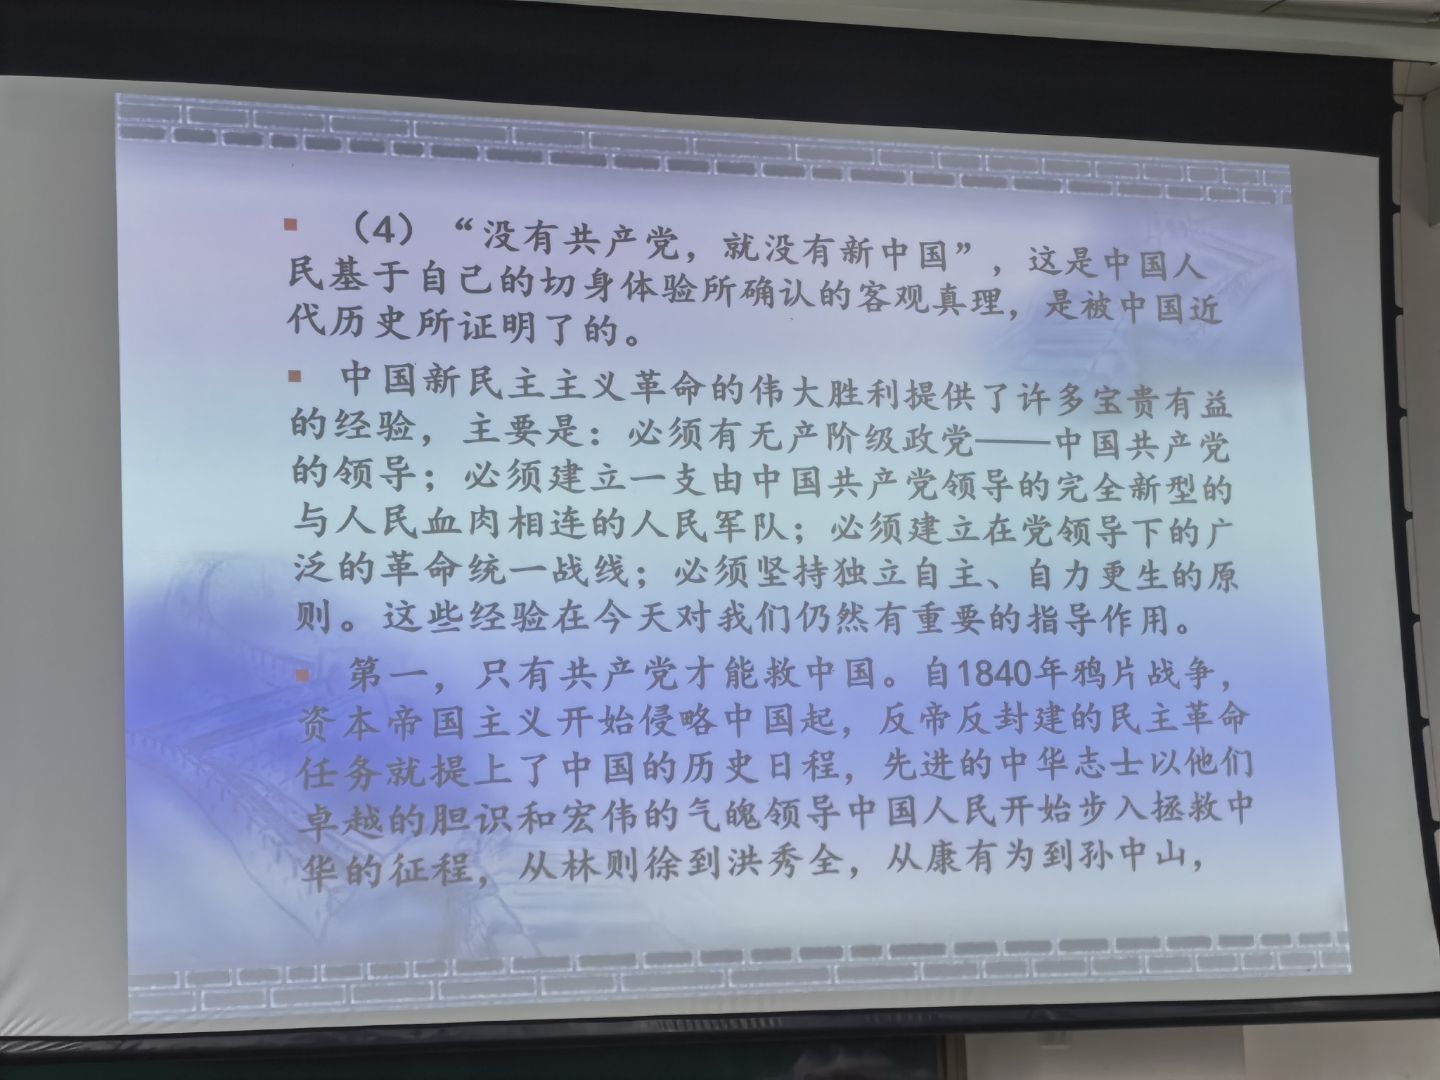 （4）“没有共产党，就没有新中国”，这是中国人
民基于自己的切身体验所确认的客观真理，是被中国近
代历史所证明了的。
中国新民主主义革命的伟大胜利提供了许多宝贵有益
的经验，主要是：必须有无产阶级政党——中国共产党
的领导；必须建立一支由中国共产党领导的完全新型的
与人民血肉相连的人民军队；必须建立在党领导下的广
泛的革命统一战线；必须坚持独立自主、自力更生的原
则。这些经验在今天对我们仍然有重要的指导作用。
第一，只有共产党才能救中国。自1840年鸦片战争，
资本帝国主义开始侵略中国起，反帝反封建的民主革命
任务就提上了中国的历史日程，先进的中华志士以他们
卓越的胆识和宏伟的气魄领导中国人民开始步入拯救中
华的征程，从林则徐到洪秀全，从康有为到孙中山，